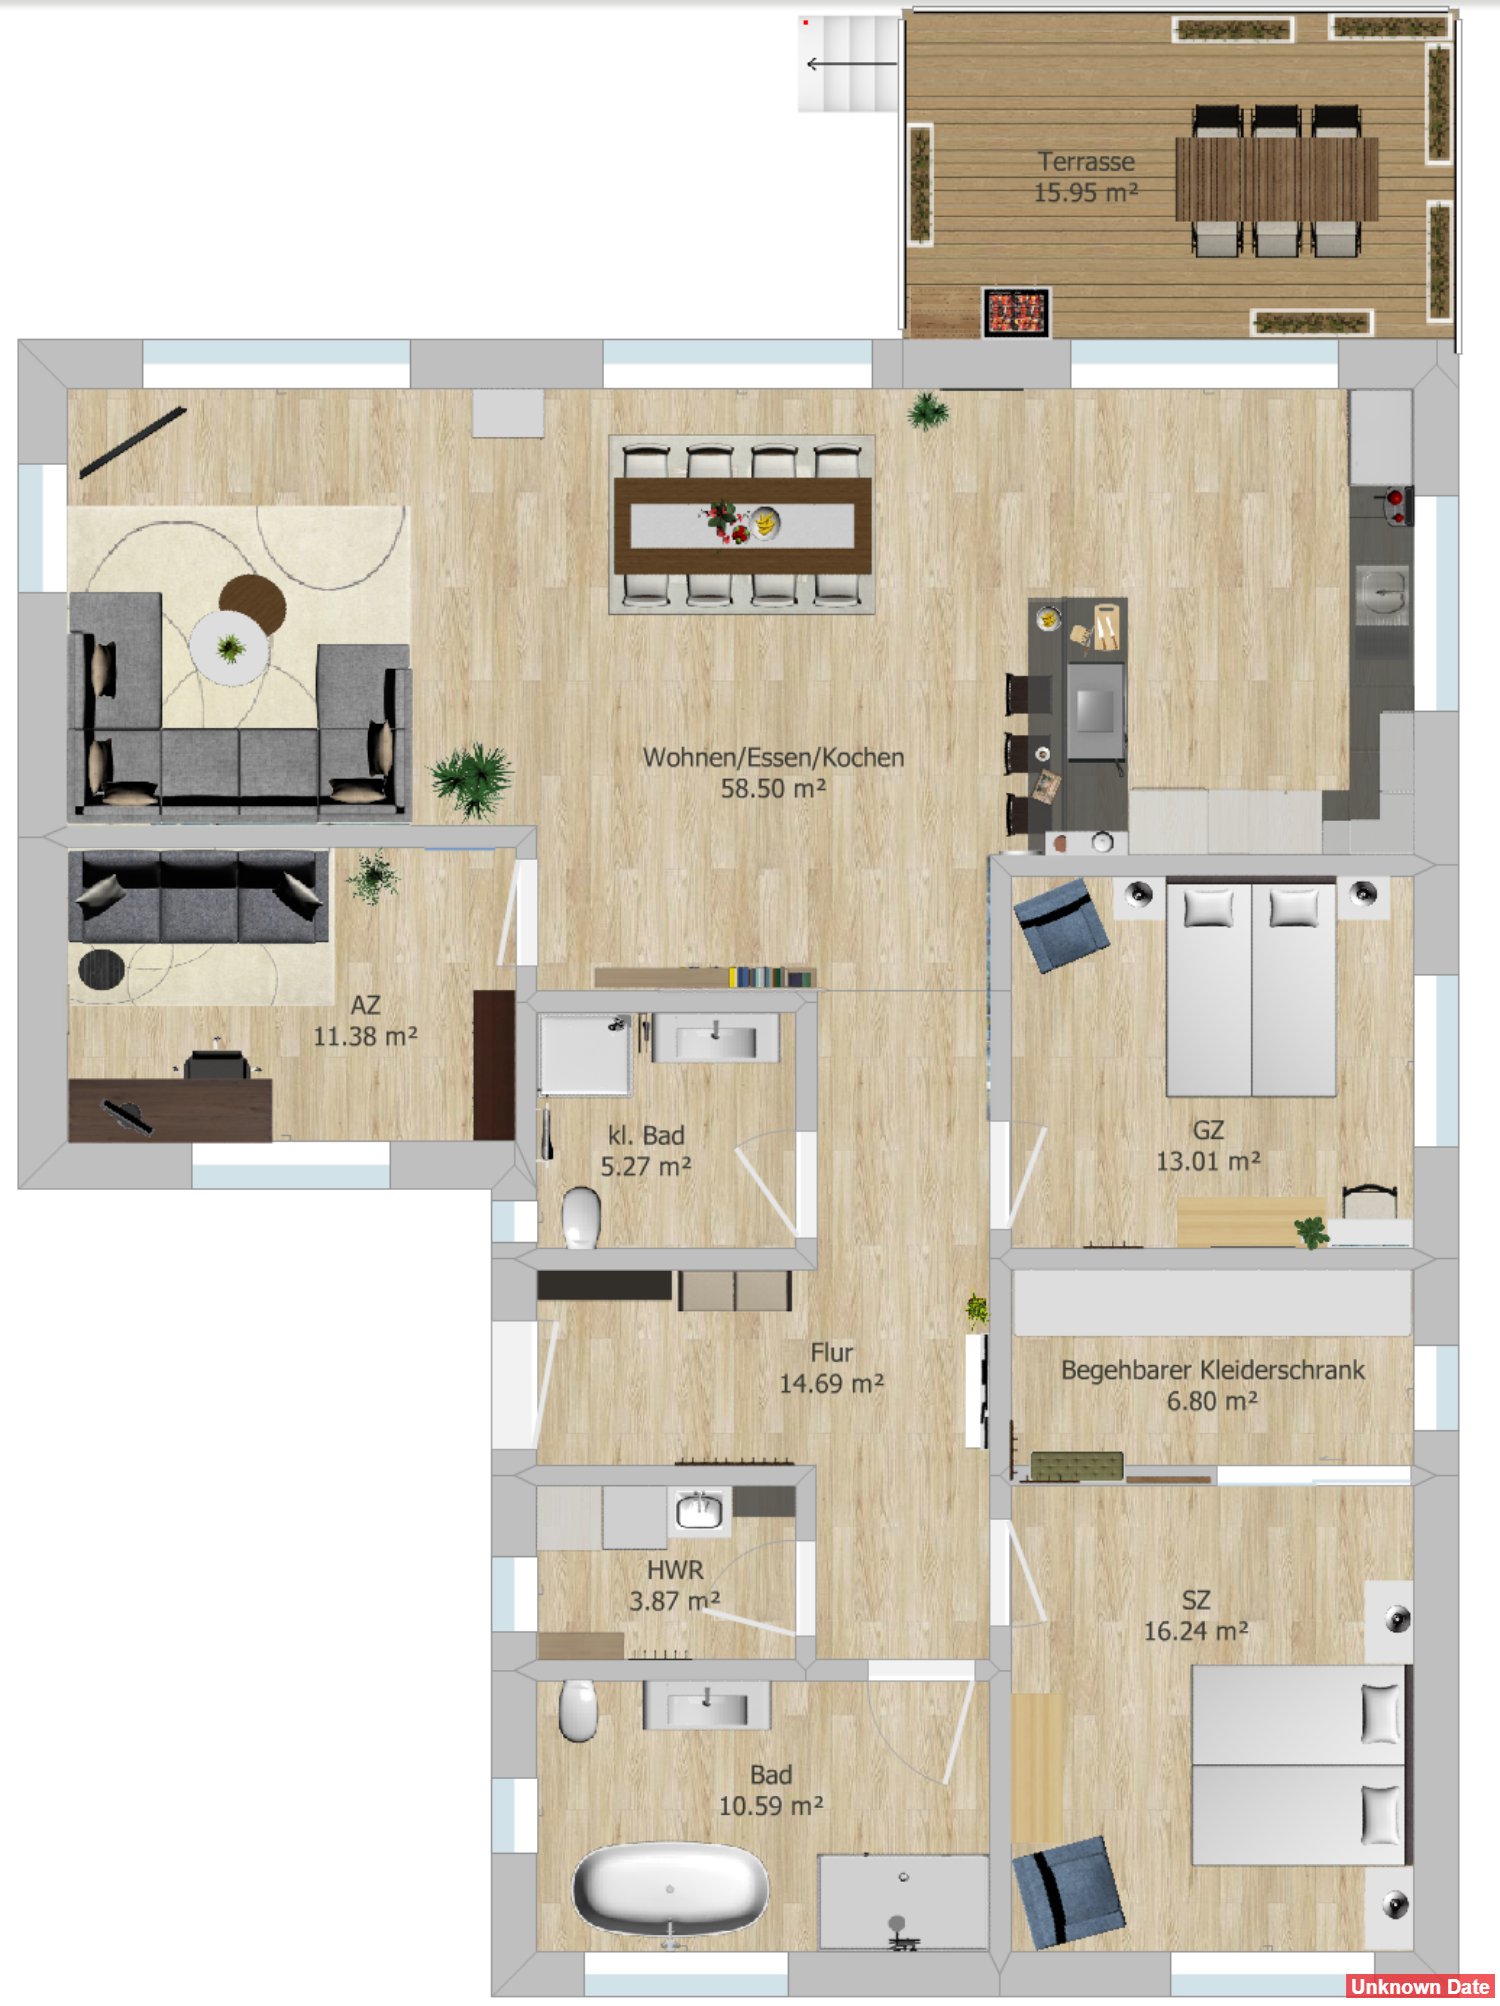 Terrasse
15.95 m²
Wohnen/Essen/Kochen
58.50 m²
AZ
11.38 m²
kl. Bad
5.27 m²
GZ
13.01 m²
Flur
14.69 m²
Begehbarer Kleiderschrank
6.80 m²
HWR
3.87 m²
SZ
16.24 m²
Bad
10.59 m²
Unknown Date